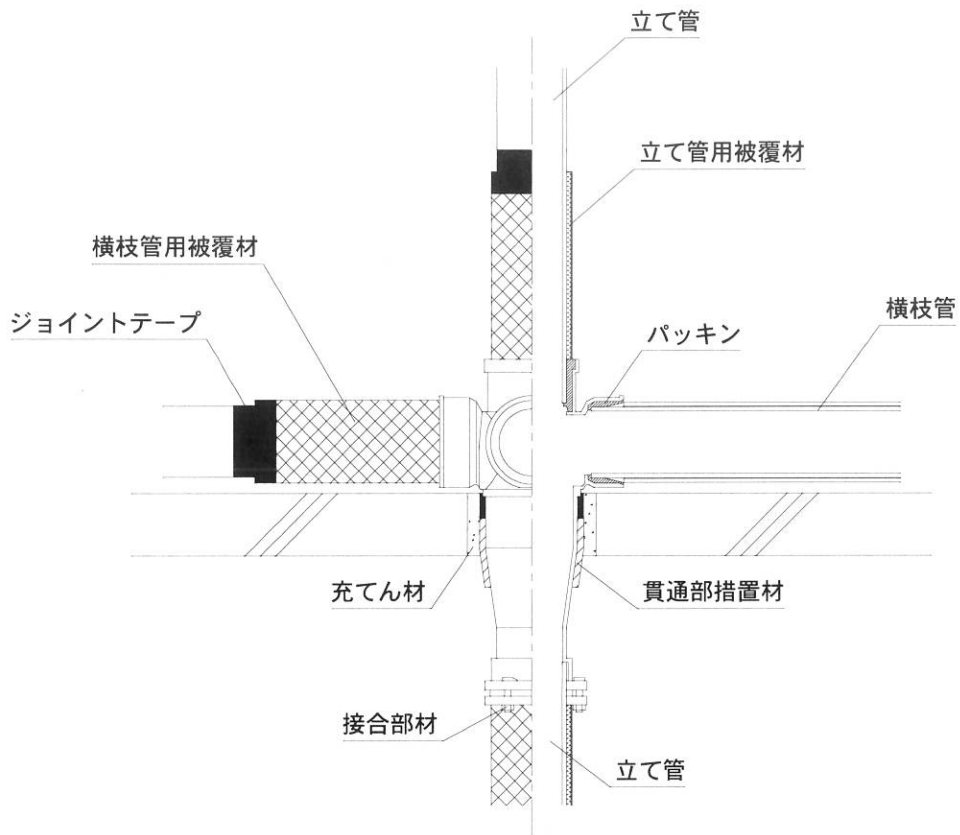 立て管
立て管用被覆材
横枝管用被覆材
横枝管
ジョイントテープ
パッキン
充てん材
貫通部措置材
接合部材
立て管